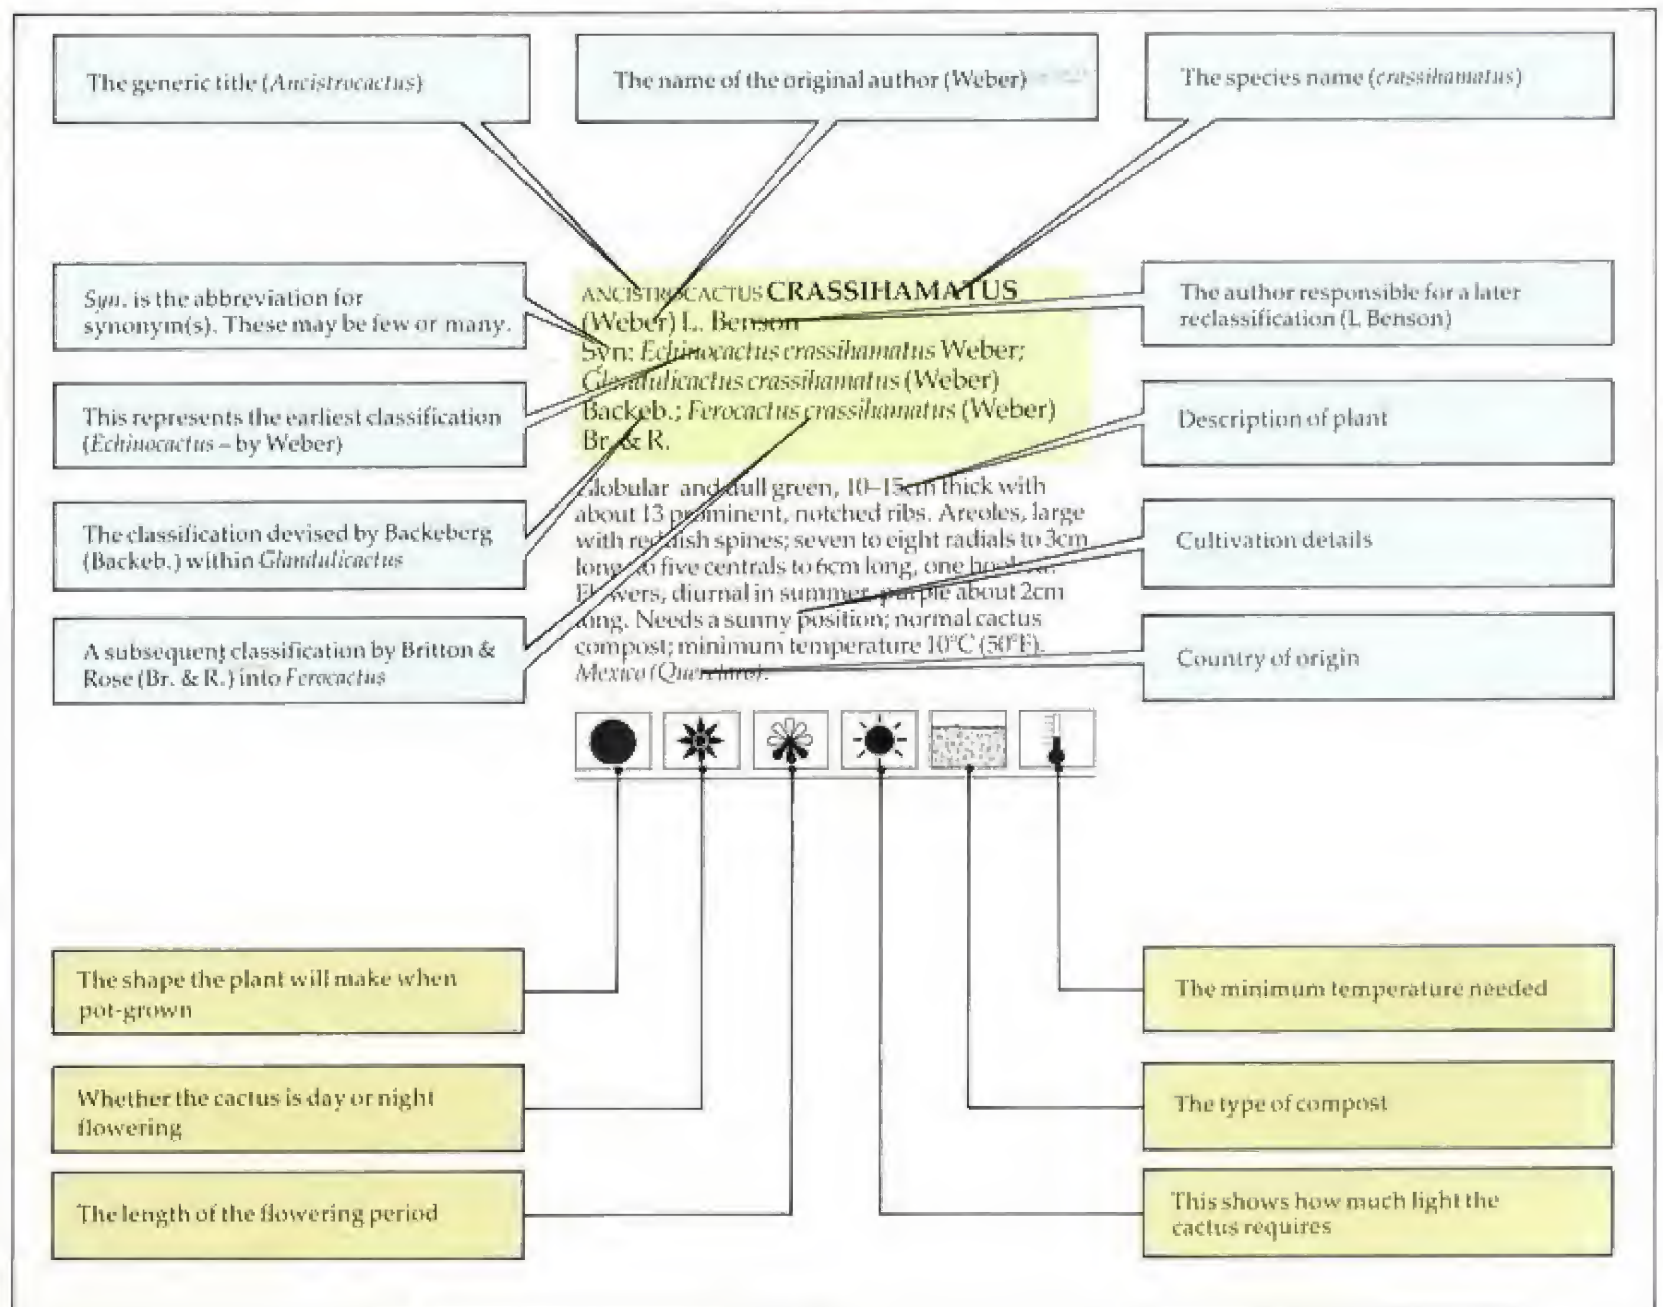 The generic title (Ancistrocactus)
The name of the original author (Weber)
The species name (crassihamatus)
Syn. is the abbreviation for
synonym(s). These may be few or many.
This represents the earliest classification
(Echinocactus – by Weber)
The classification devised by Backeberg
(Backeb.) within Glandulicactus
A subsequent classification by Britton &
Rose (Br. & R.) into Ferocactus
ANCISTROCACTUS CRASSIHAMATUS
(Weber) L. Benson
Syn: Echinocactus crassihamatus Weber;
Glandulicactus crassihamatus (Weber)
Backeb.; Ferocactus crassihamatus (Weber)
Br. & R.
Globular and dull green, 10–15cm thick with
about 13 prominent, notched ribs. Areoles, large
with reddish spines; seven to eight radials to 3cm
long, to five centrals to 6cm long, one
Flowers, diurnal in summer, purple about 2cm
long. Needs a sunny position; normal cactus
compost; minimum temperature 10°C (50°F).
Mexico (Queretaro).
The author responsible for a later
reclassification (L Benson)
Description of plant
Cultivation details
Country of origin
The shape the plant will make when
pot-grown
Whether the cactus is day or night
flowering
The length of the flowering period
The minimum temperature needed
The type of compost
This shows how much light the
cactus requires